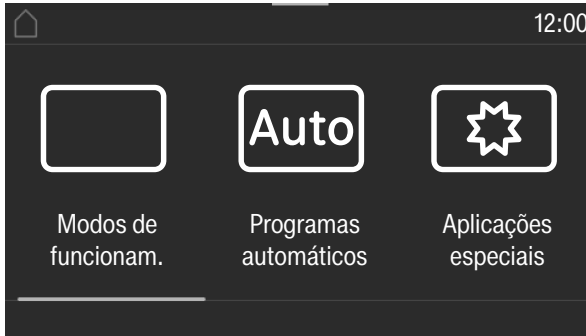 12:00
Auto
Modos de
funcionam.
Programas
automáticos
Aplicações
especiais